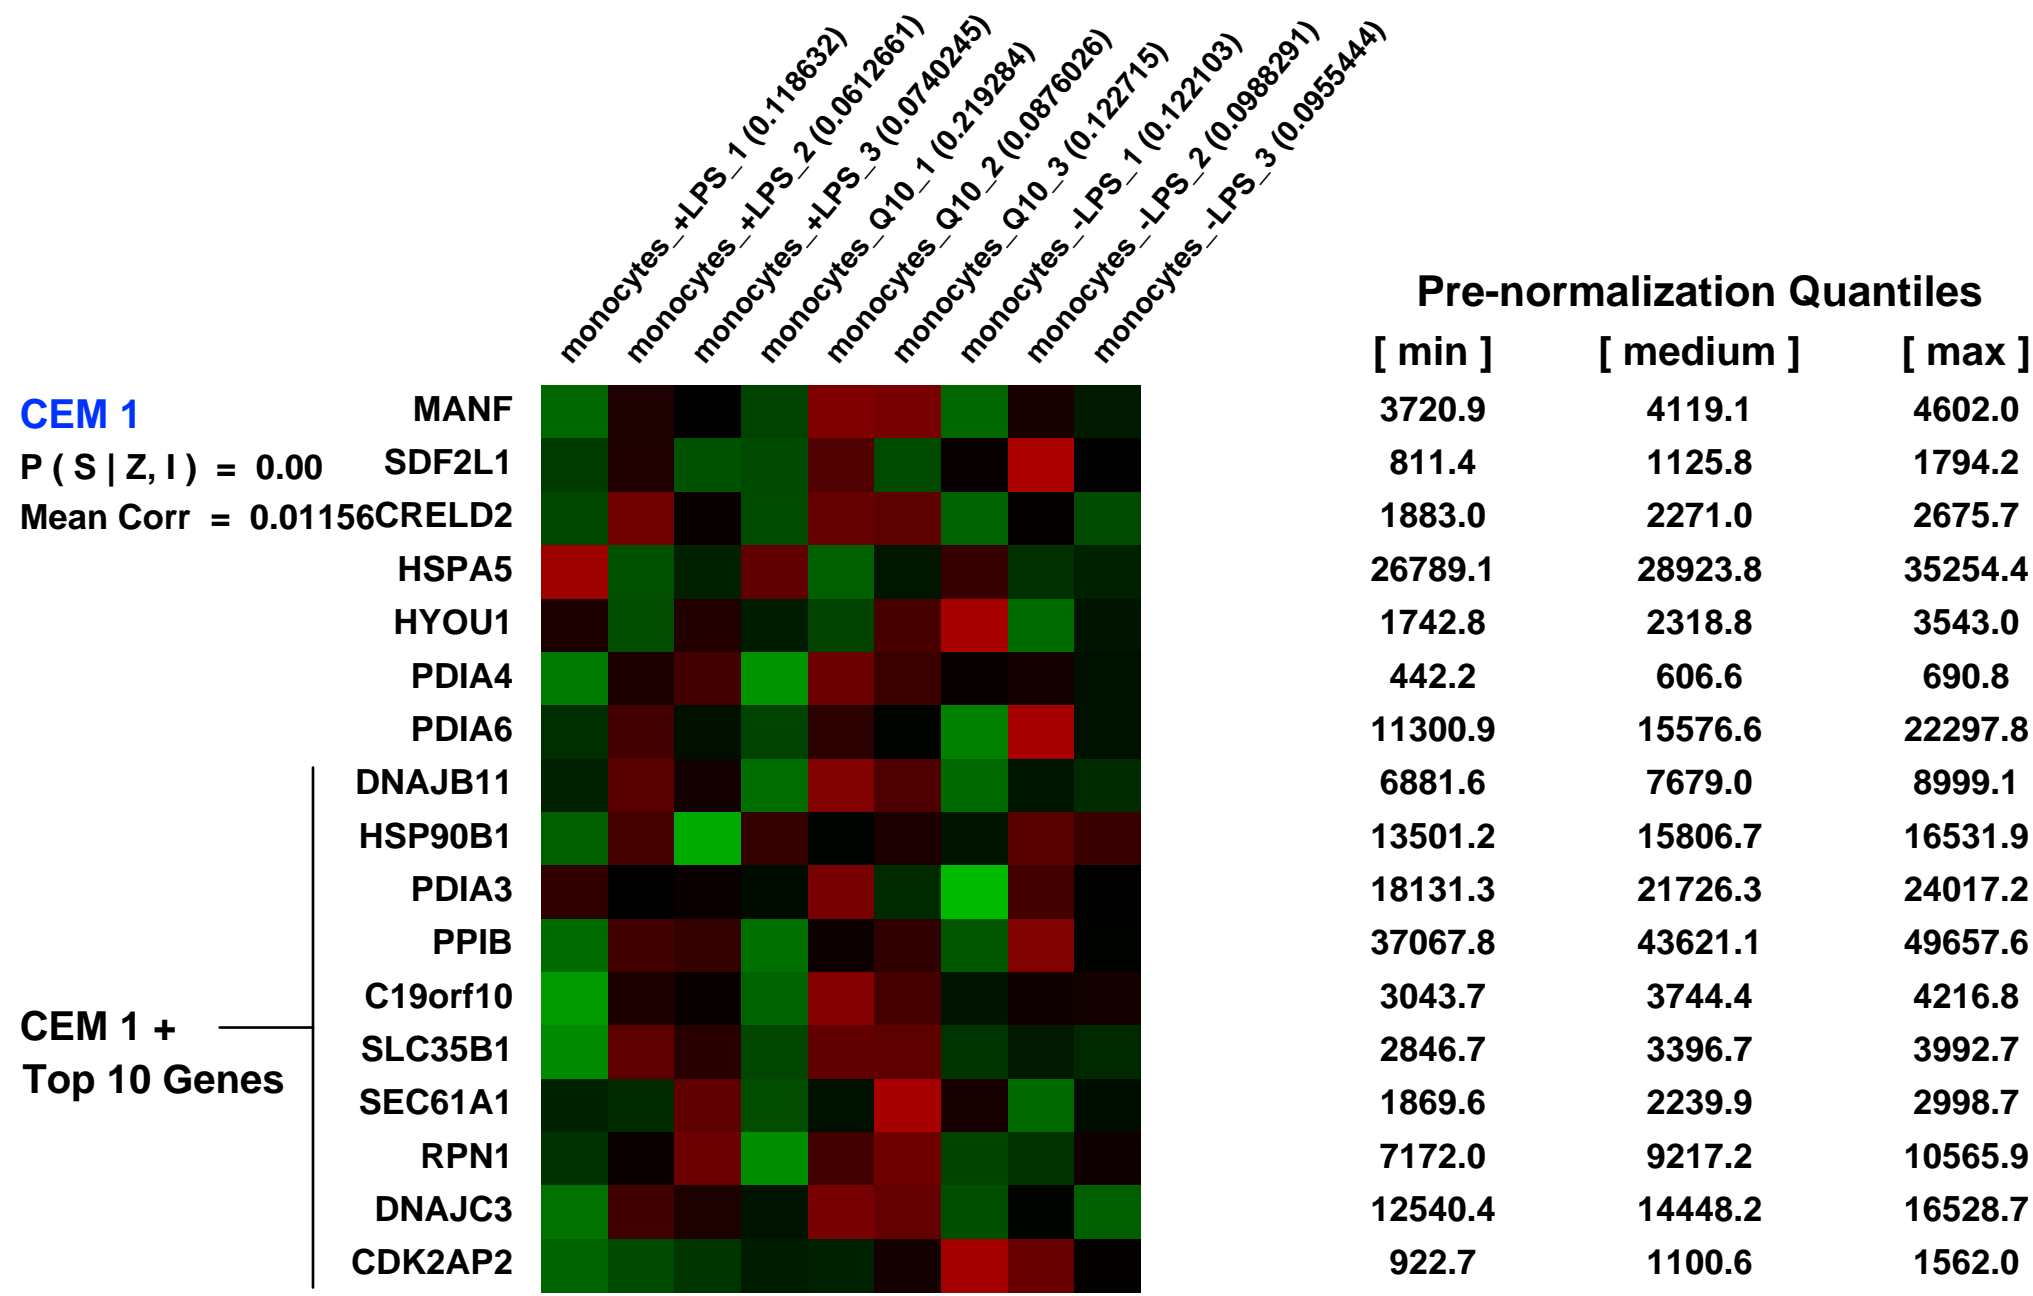 monocytes_+LPS_1 (0.118632)
monocytes_+LPS_2 (0.0612661)
monocytes_+LPS_3 (0.0740245)
monocytes_Q10_1 (0.219284)
monocytes_Q10_2 (0.0876026)
monocytes_Q10_3 (0.122715)
monocytes_-LPS_1 (0.122103)
monocytes_-LPS_2 (0.0988291)
monocytes_-LPS_3 (0.0955444)
Pre-normalization Quantiles
[ min ] [ medium ] [ max ]
CEM 1 MANF 3720.9 4119.1 4602.0
P ( S | Z, I ) = 0.00 SDF2L1 811.4 1125.8 1794.2
Mean Corr = 0.01156 CRELD2 1883.0 2271.0 2675.7
HSPA5 26789.1 28923.8 35254.4
HYOU1 1742.8 2318.8 3543.0
PDIA4 442.2 606.6 690.8
PDIA6 11300.9 15576.6 22297.8
DNAJB11 6881.6 7679.0 8999.1
HSP90B1 13501.2 15806.7 16531.9
PDIA3 18131.3 21726.3 24017.2
PPIB 37067.8 43621.1 49657.6
C19orf10 3043.7 3744.4 4216.8
CEM 1 +
SLC35B1 2846.7 3396.7 3992.7
Top 10 Genes
SEC61A1 1869.6 2239.9 2998.7
RPN1 7172.0 9217.2 10565.9
DNAJC3 12540.4 14448.2 16528.7
CDK2AP2 922.7 1100.6 1562.0